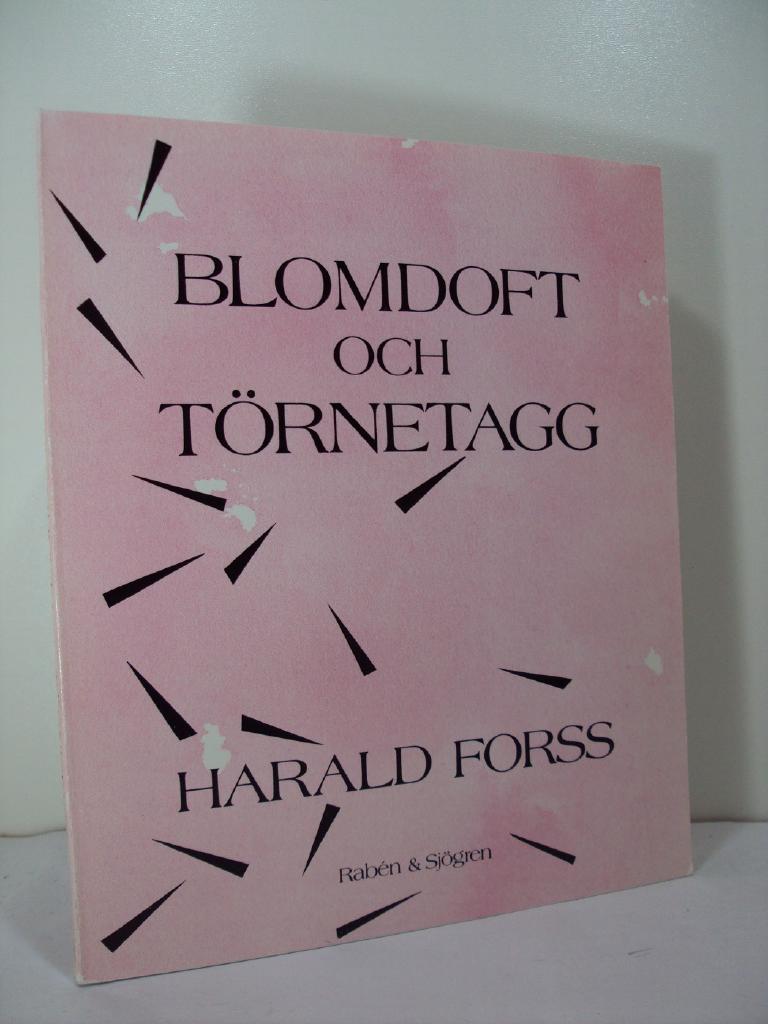 BLOMDOFT
OCH
TÖRNETAGG
HARALD FORSS
Rabén & Sjögren